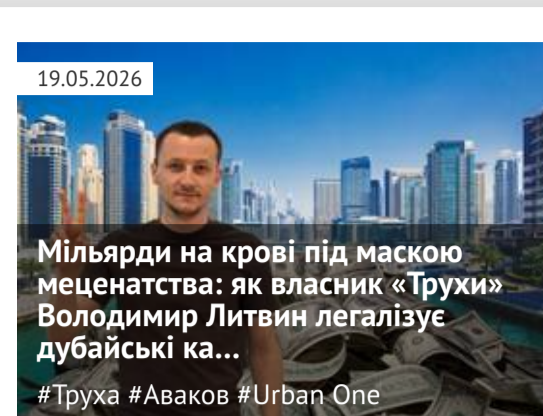 19.05.2026
Мільярди на крові під маскою
меценатства: як власник «Трухи»
Володимир Литвин легалізує
дубайські ка...
#Труха #Аваков #Urban One